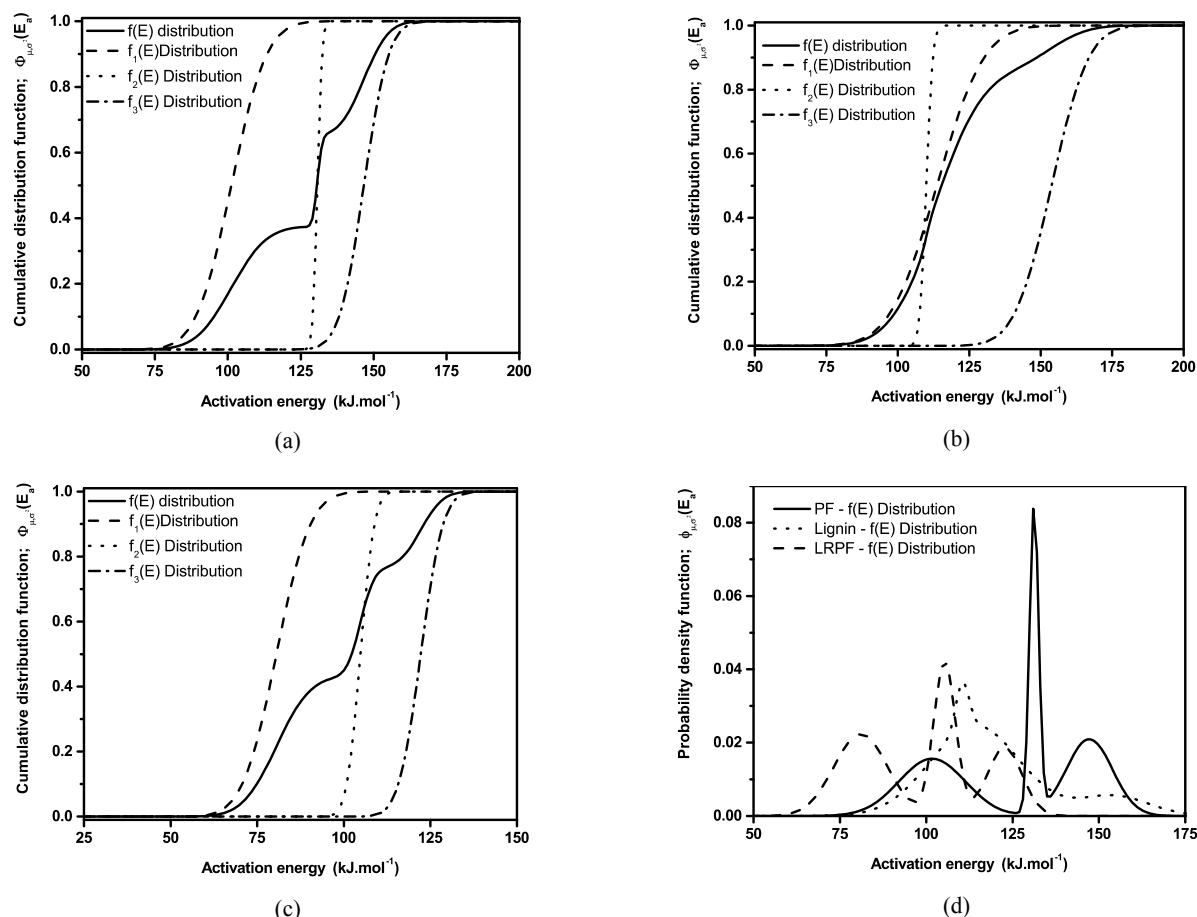 Cumulative distribution function; Φμ,σ²(Ea)
1.0
0.8
0.6
0.4
0.2
0.0
f(E) distribution
f1(E)Distribution
f2(E) Distribution
f3(E) Distribution
50 75 100 125 150 175 200
Activation energy (kJ.mol-1)
(a)
Cumulative distribution function; Φμ,σ²(Ea)
1.0
0.8
0.6
0.4
0.2
0.0
f(E) distribution
f1(E)Distribution
f2(E) Distribution
f3(E) Distribution
50 75 100 125 150 175 200
Activation energy (kJ.mol-1)
(b)
Cumulative distribution function; Φμ,σ²(Ea)
1.0
0.8
0.6
0.4
0.2
0.0
f(E) distribution
f1(E)Distribution
f2(E) Distribution
f3(E) Distribution
25 50 75 100 125 150
Activation energy (kJ.mol-1)
(c)
Probability density function; ϕμ,σ²(Ea)
0.08
0.06
0.04
0.02
0.00
PF - f(E) Distribution
Lignin - f(E) Distribution
LRPF - f(E) Distribution
50 75 100 125 150 175
Activation energy (kJ.mol-1)
(d)